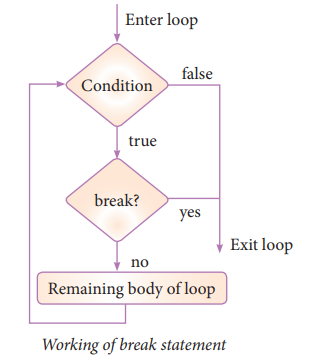 Enter loop
Condition
false
true
break?
yes
Exit loop
no
Remaining body of loop
Working of break statement